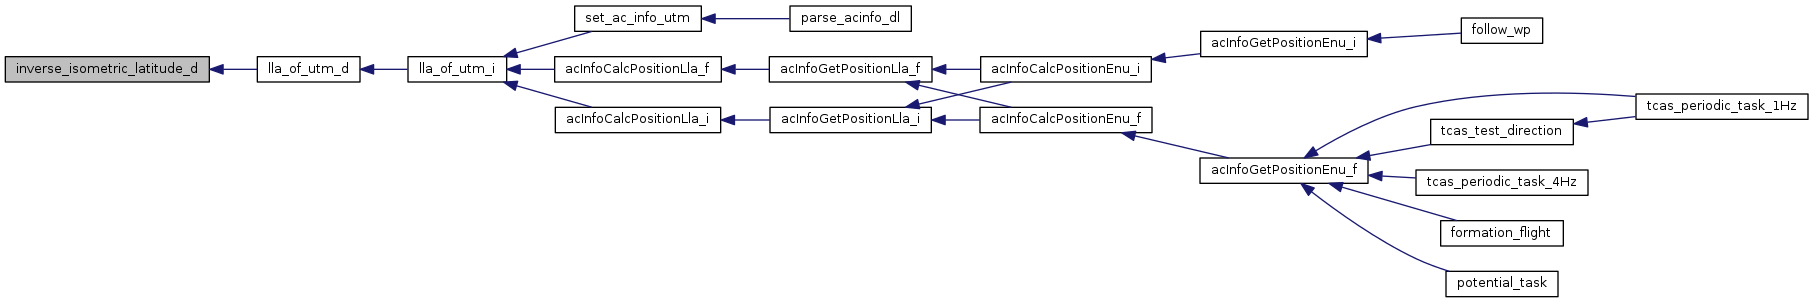 inverse_isometric_latitude_d
lla_of_utm_d
lla_of_utm_i
set_ac_info_utm
parse_acinfo_dl
acInfoCalcPositionLla_f
acInfoGetPositionLla_f
acInfoCalcPositionEnu_i
acInfoGetPositionEnu_i
follow_wp
acInfoCalcPositionLla_i
acInfoGetPositionLla_i
acInfoCalcPositionEnu_f
acInfoGetPositionEnu_f
tcas_periodic_task_1Hz
tcas_test_direction
tcas_periodic_task_4Hz
formation_flight
potential_task